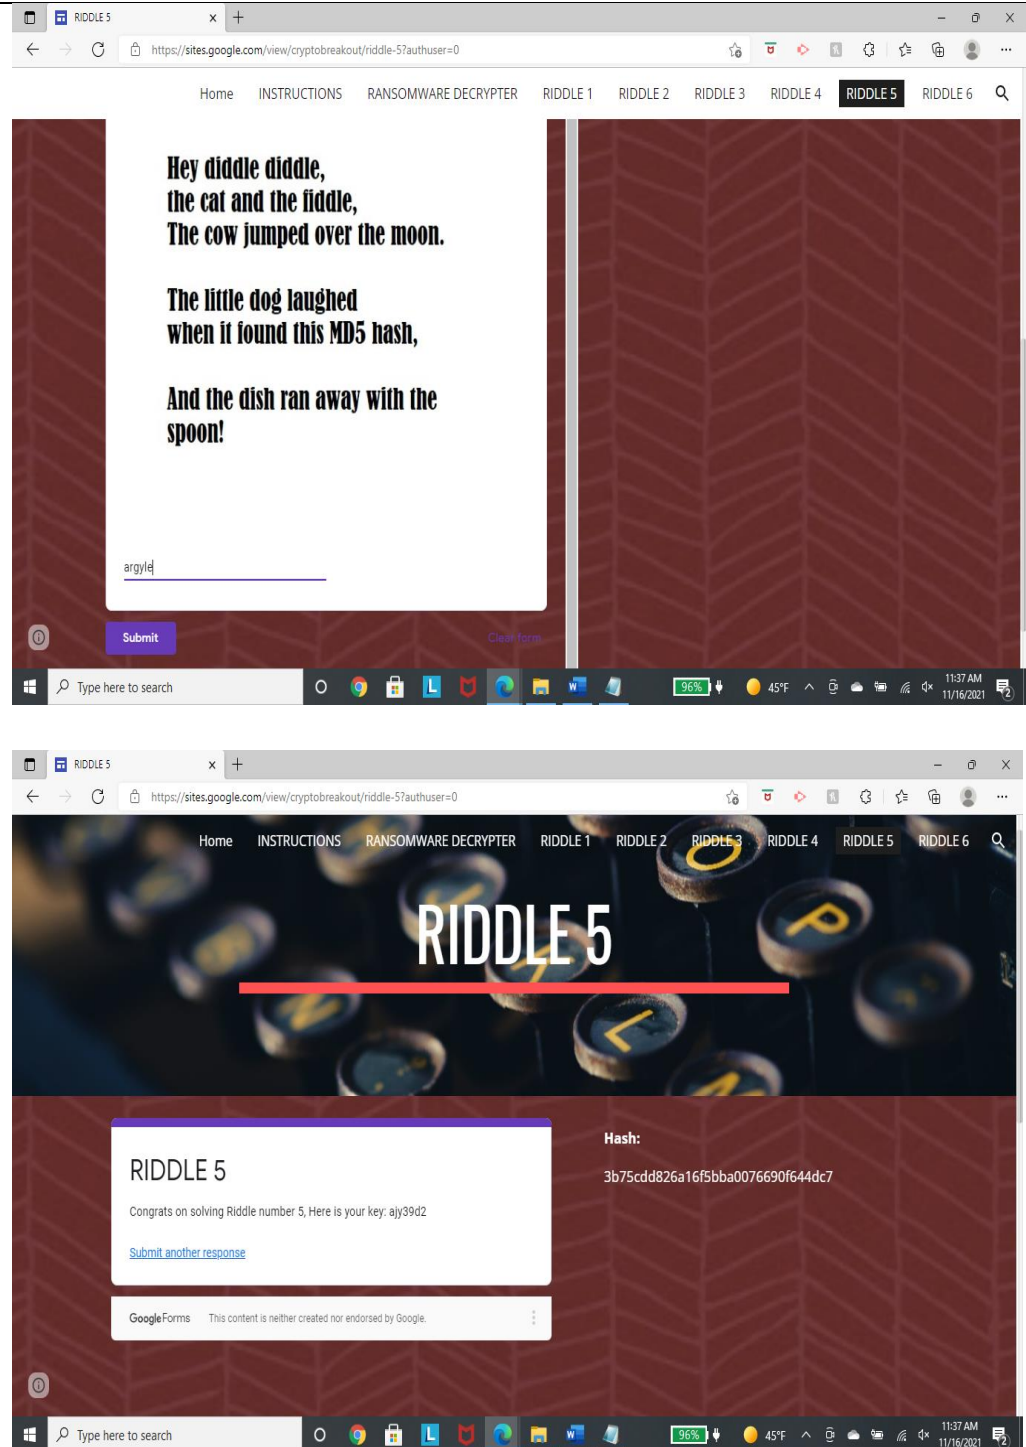 RIDDLE 5
https://sites.google.com/view/cryptobreakout/riddle-5?authuser=0
Home INSTRUCTIONS RANSOMWARE DECRYPTER RIDDLE 1 RIDDLE 2 RIDDLE 3 RIDDLE 4 RIDDLE 5 RIDDLE 6
Hey diddle diddle,
the cat and the fiddle,
The cow jumped over the moon.
The little dog laughed
when it found this MD5 hash,
And the dish ran away with the
spoon!
argyle
Submit Clear form
Type here to search L W 96% 45°F 11:37 AM
11/16/2021 2
RIDDLE 5
https://sites.google.com/view/cryptobreakout/riddle-5?authuser=0
Home INSTRUCTIONS RANSOMWARE DECRYPTER RIDDLE 1 RIDDLE 2 RIDDLE 3 RIDDLE 4 RIDDLE 5 RIDDLE 6
RIDDLE 5
O
P
L
N
Hash:
RIDDLE 5
3b75cdd826a16f5bba0076690f644dc7
Congrats on solving Riddle number 5, Here is your key: ajy39d2
Submit another response
Google Forms This content is neither created nor endorsed by Google.
Type here to search L W 96% 45°F 11:37 AM
11/16/2021 2